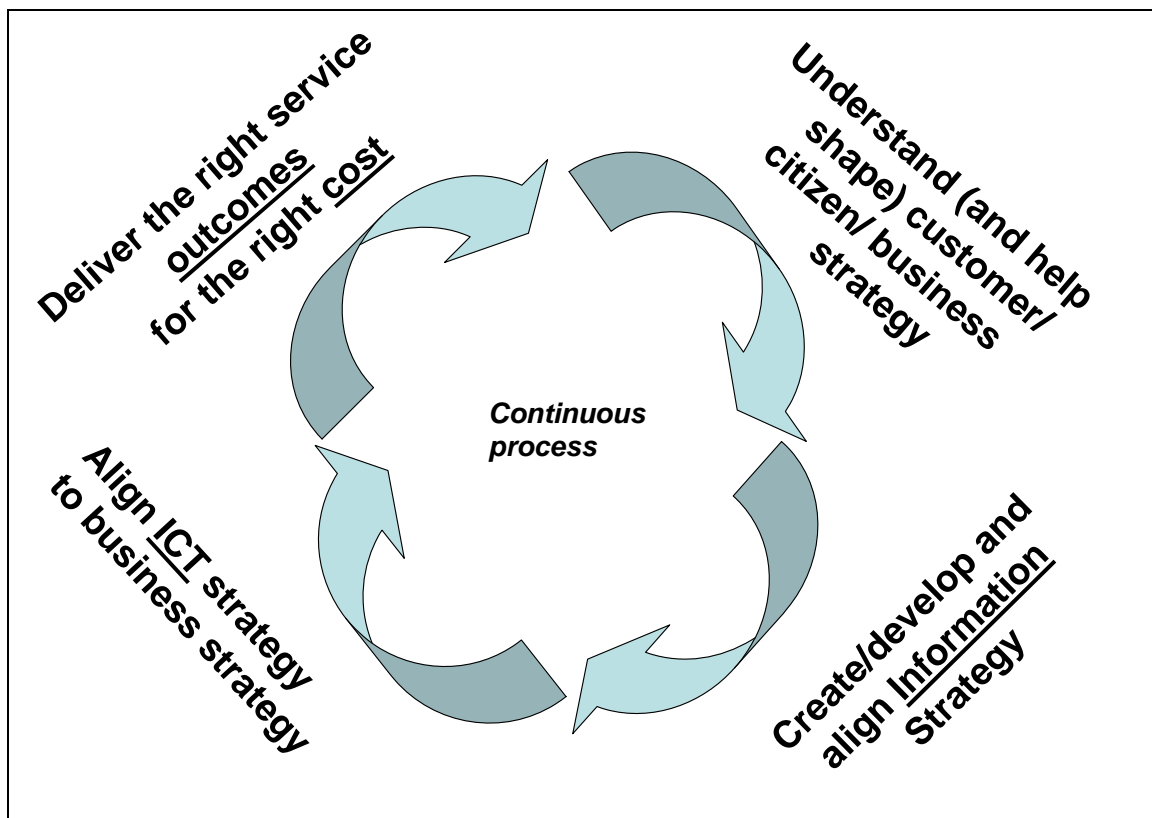 Deliver the right service
outcomes
for the right cost
Understand (and help
shape) customer/
citizen/ business
strategy
Continuous
process
Align ICT strategy
to business strategy
Create/develop and
align Information
Strategy